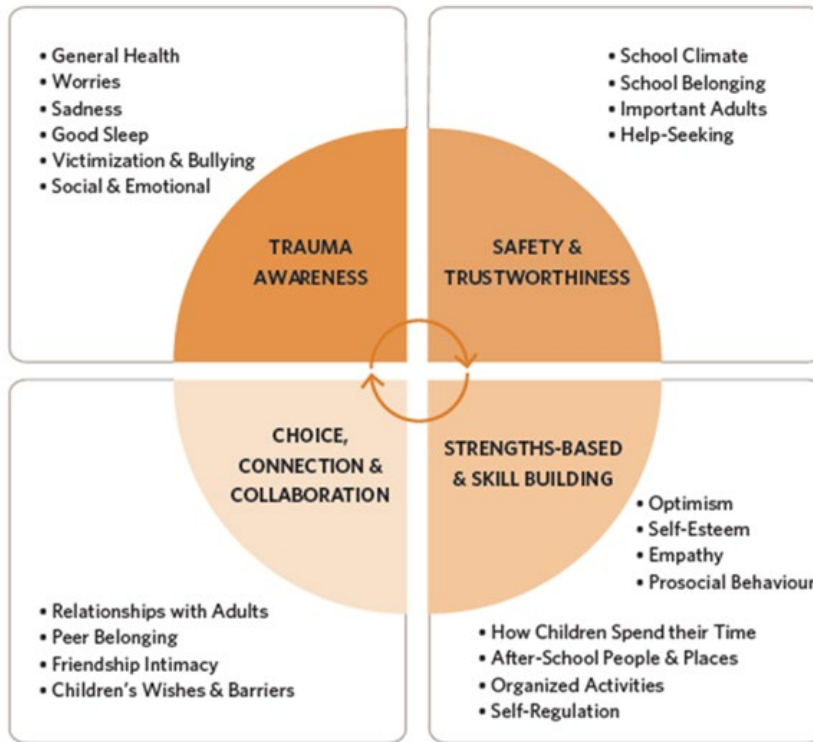 • General Health
• Worries
• Sadness
• Good Sleep
• Victimization & Bullying
• Social & Emotional
TRAUMA
AWARENESS
• School Climate
• School Belonging
• Important Adults
• Help-Seeking
SAFETY &
TRUSTWORTHINESS
CHOICE,
CONNECTION &
COLLABORATION
• Relationships with Adults
• Peer Belonging
• Friendship Intimacy
• Children's Wishes & Barriers
STRENGTHS-BASED
& SKILL BUILDING
• Optimism
• Self-Esteem
• Empathy
• Prosocial Behaviour
• How Children Spend their Time
• After-School People & Places
• Organized Activities
• Self-Regulation